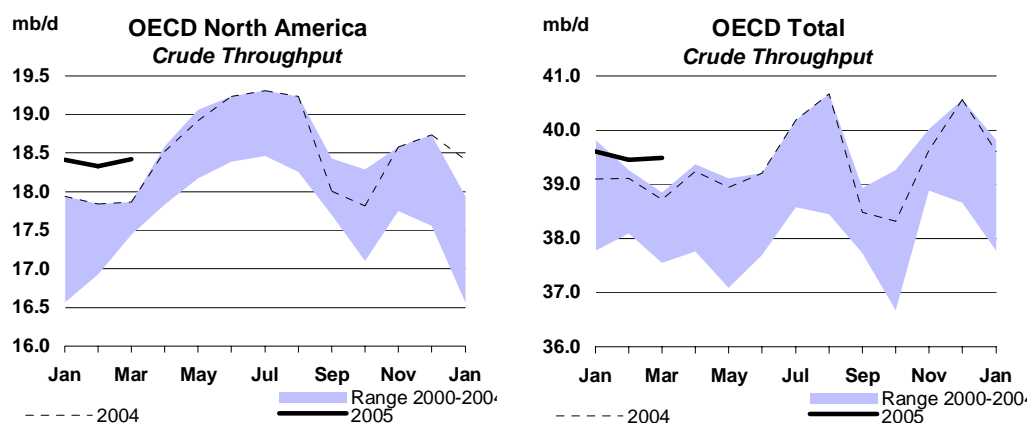 mb/d
OECD North America
Crude Throughput
19.5
19.0
18.5
18.0
17.5
17.0
16.5
16.0
Jan Mar May Jul Sep Nov Jan
Range 2000-2004
2004
2005
mb/d
OECD Total
Crude Throughput
41.0
40.0
39.0
38.0
37.0
36.0
Jan Mar May Jul Sep Nov Jan
Range 2000-2004
2004
2005